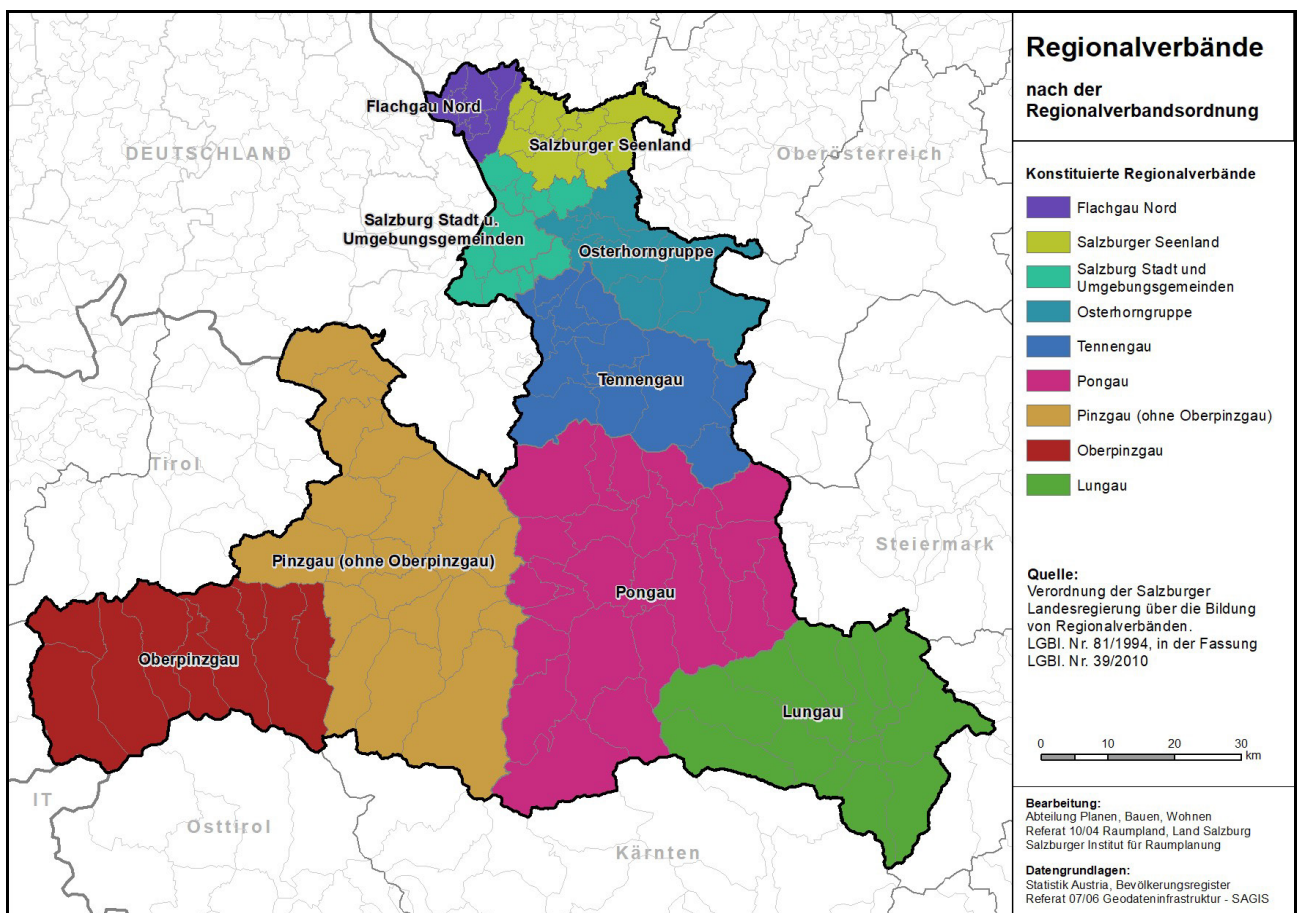 Regionalverbände
nach der
Regionalverbandsordnung
Konstituierte Regionalverbände
Flachgau Nord
Salzburger Seenland
Salzburg Stadt und
Umgebungsgemeinden
Osterhorngruppe
Tennengau
Pongau
Pinzgau (ohne Oberpinzgau)
Oberpinzgau
Lungau
Quelle:
Verordnung der Salzburger
Landesregierung über die Bildung
von Regionalverbänden.
LGBl. Nr. 81/1994, in der Fassung
LGBl. Nr. 39/2010
0 10 20 30
km
Bearbeitung:
Abteilung Planen, Bauen, Wohnen
Referat 10/04 Raumpland, Land Salzburg
Salzburger Institut für Raumplanung
Datengrundlagen:
Statistik Austria, Bevölkerungsregister
Referat 07/06 Geodateninfrastruktur - SAGIS
Flachgau Nord
DEUTSCHLAND
Salzburger Seenland
Oberösterreich
Salzburg Stadt u.
Umgebungsgemeinden
Osterhorngruppe
Tennengau
Tirol
Steiermark
Pinzgau (ohne Oberpinzgau)
Pongau
Oberpinzgau
Lungau
IT
Osttirol
Kärnten